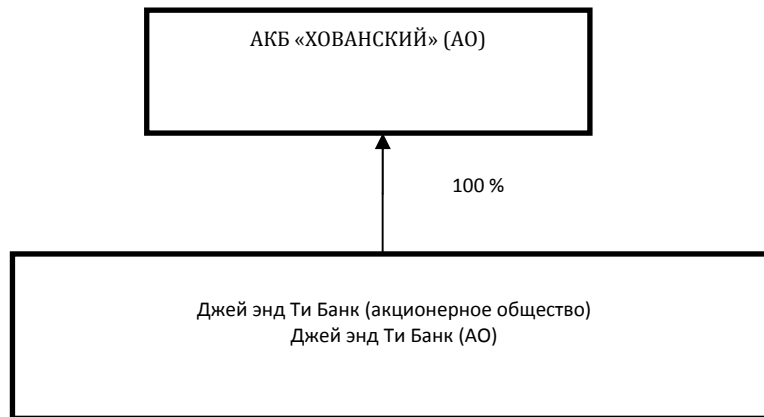 АКБ «ХОВАНСКИЙ» (АО)
100 %
Джей энд Ти Банк (акционерное общество)
Джей энд Ти Банк (АО)